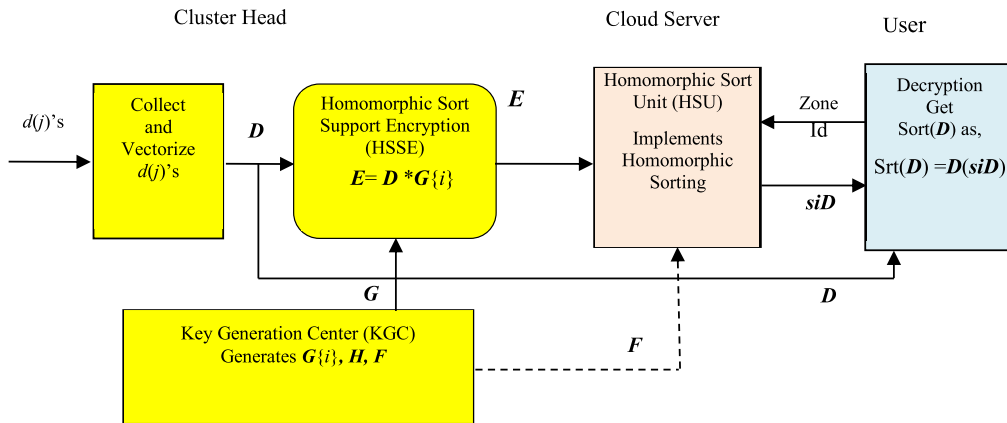 Cluster Head
Cloud Server
User
d(j)'s
Collect
and
Vectorize
d(j)'s
D
Homomorphic Sort
Support Encryption
(HSSE)
E= D *G{i}
E
Homomorphic Sort
Unit (HSU)
Implements
Homomorphic
Sorting
Zone
Id
siD
Decryption
Get
Sort(D) as,
Srt(D) =D(siD)
G
D
Key Generation Center (KGC)
Generates G{i}, H, F
F